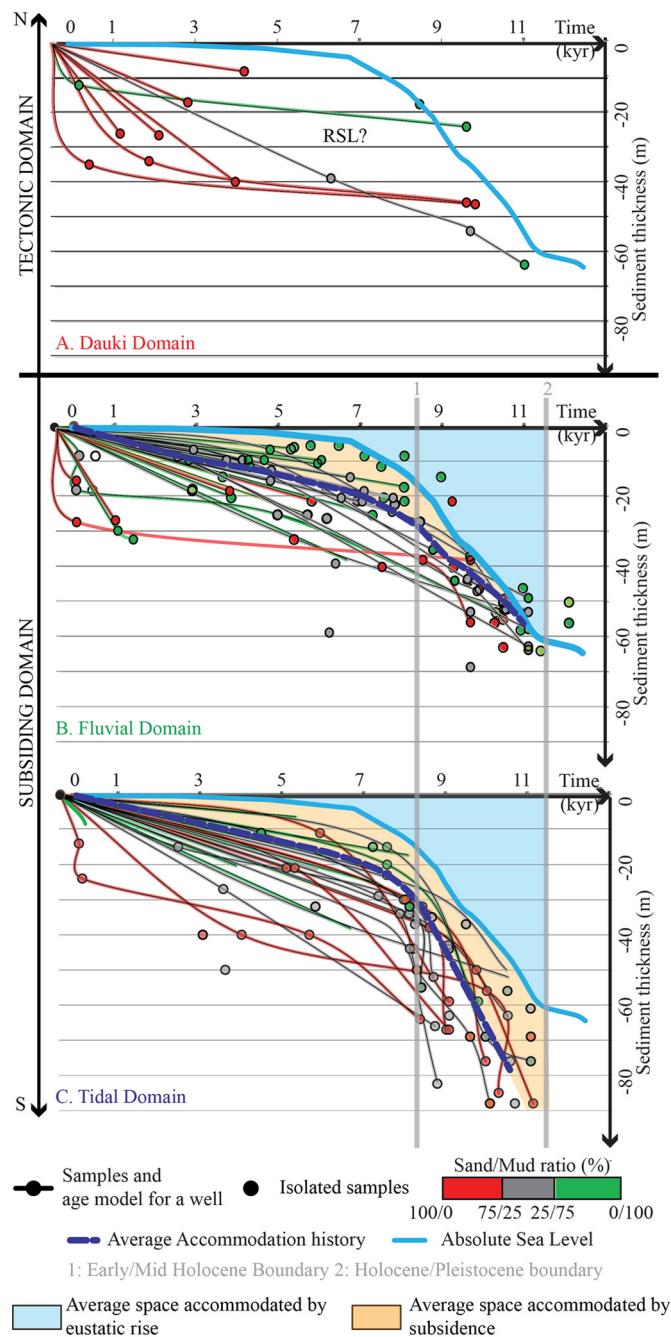 N
Time
(kyr)
0 1 3 5 7 9 11
0
-20
-40
-60
-80
Sediment thickness (m)
RSL?
TECTONIC DOMAIN
A. Dauki Domain
1 2
Time
(kyr)
0 1 3 5 7 9 11
0
-20
-40
-60
-80
Sediment thickness (m)
B. Fluvial Domain
SUBSIDING DOMAIN
Time
(kyr)
0 1 3 5 7 9 11
0
-20
-40
-60
-80
Sediment thickness (m)
S
C. Tidal Domain
Samples and
age model for a well
Isolated samples
Sand/Mud ratio (%)
100/0 75/25 25/75 0/100
Average Accommodation history
Absolute Sea Level
1: Early/Mid Holocene Boundary 2: Holocene/Pleistocene boundary
Average space accommodated by
eustatic rise
Average space accommodated by
subsidence